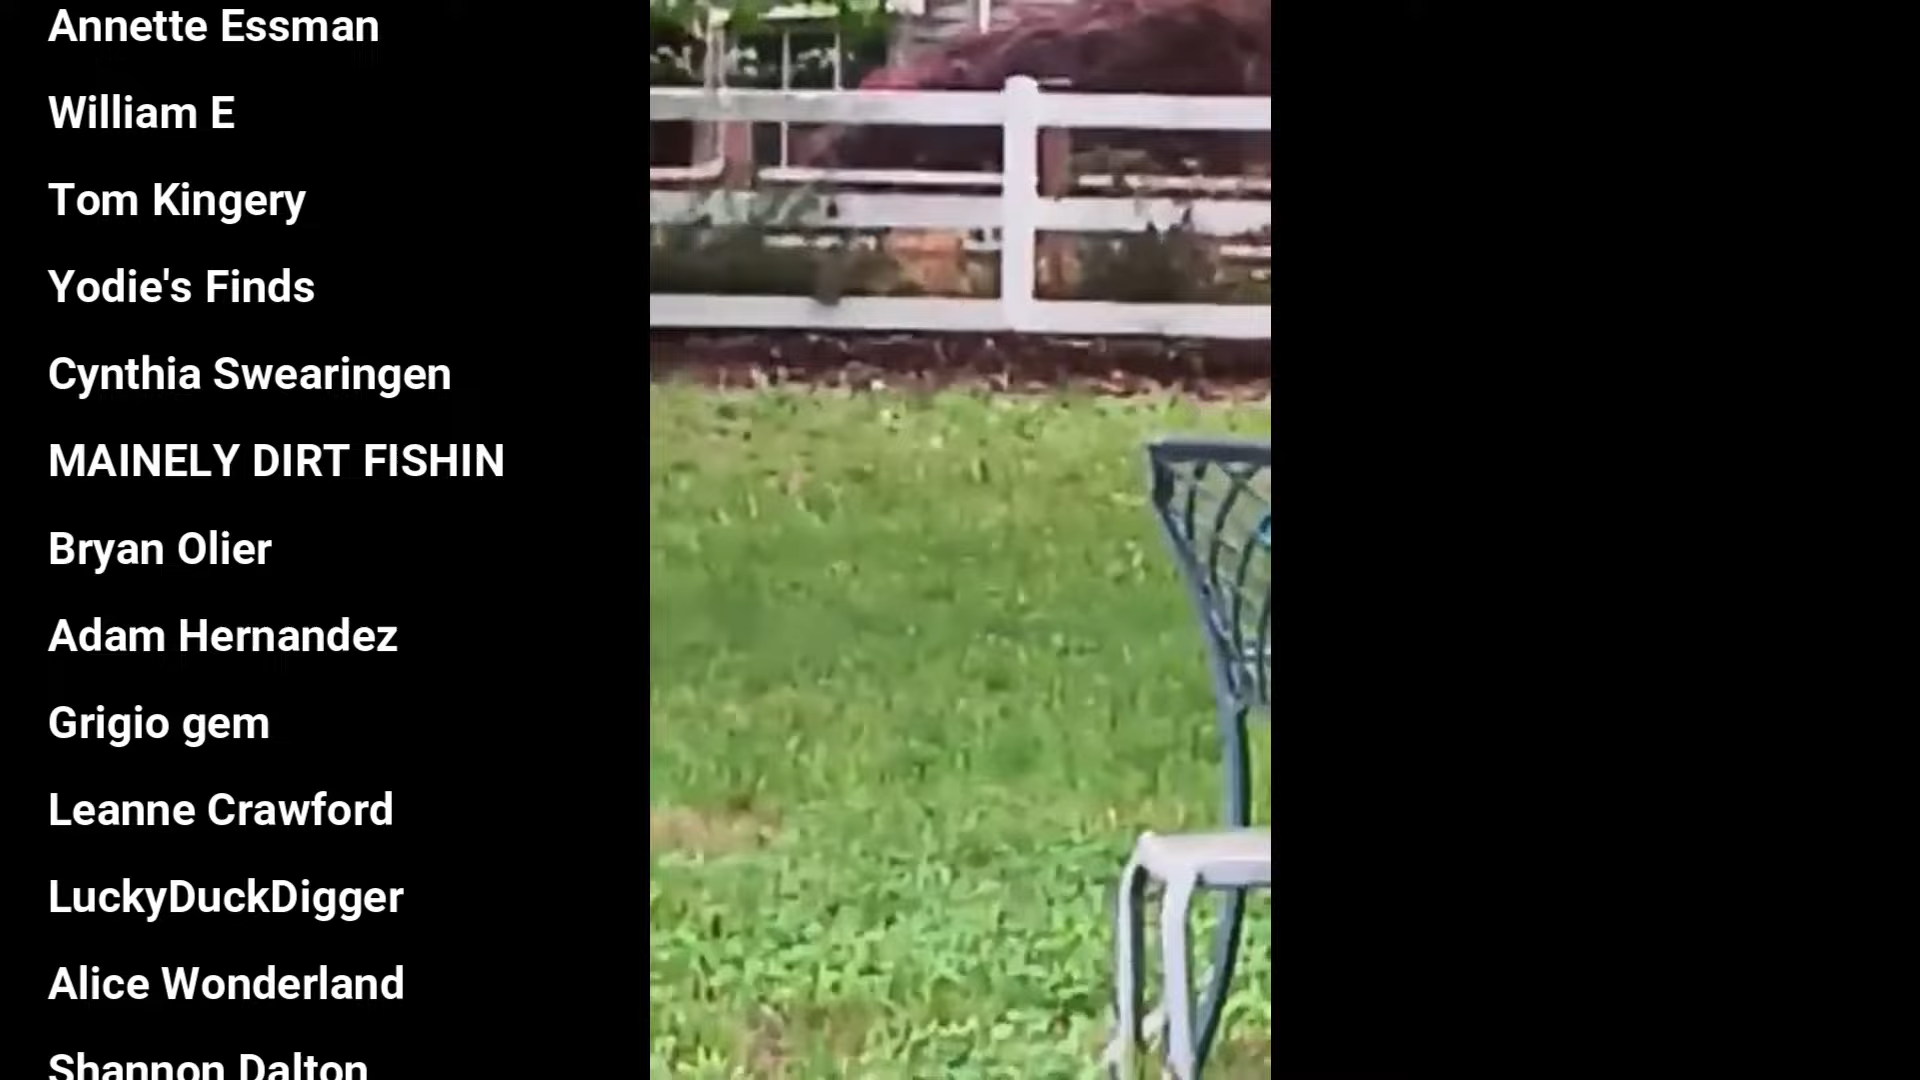 Annette Essman
William E
Tom Kingery
Yodie's Finds
Cynthia Swearingen
MAINELY DIRT FISHIN
Bryan Olier
Adam Hernandez
Grigio gem
Leanne Crawford
LuckyDuckDigger
Alice Wonderland
Shannon Dalton